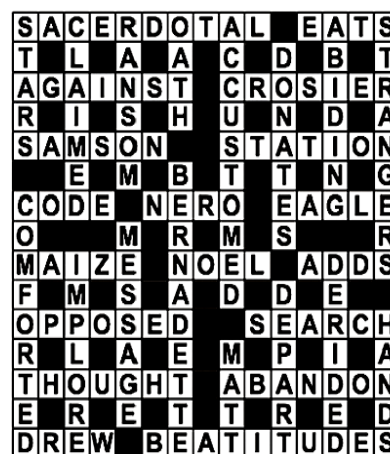 SACERDOTAL EATS
T L A A C D B T
AGAINST CROSIER
R I S H U N D A
SAMSON STATION
E M B T T N G
CODE NERO EAGLE
O M R M S R
MAIZE NOEL ADDS
F M S A D D E
OPPOSED SEARCH
R L A E M P I A
THOUGHT ABANDON
E R E T T R E D
DREW BEATITUDES